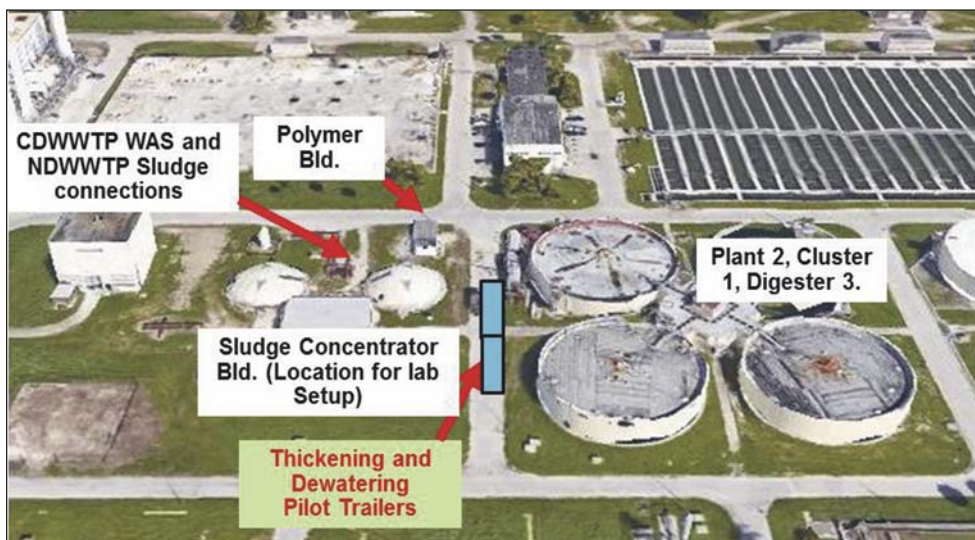 CDWWTP WAS and
NDWWTP Sludge
connections
Polymer
Bld.
Plant 2, Cluster
1, Digester 3.
Sludge Concentrator
Bld. (Location for lab
Setup)
Thickening and
Dewatering
Pilot Trailers